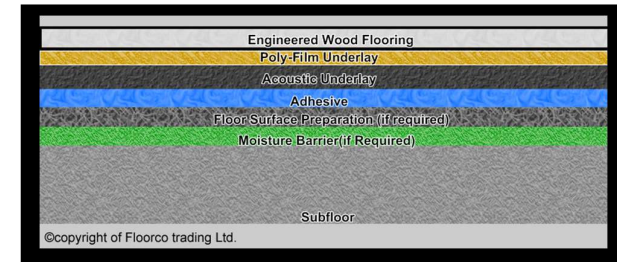 Engineered Wood Flooring
Poly-Film Underlay
Acoustic Underlay
Adhesive
Floor Surface Preparation (if required)
Moisture Barrier(if Required)
Subfloor
©copyright of Floorco trading Ltd.